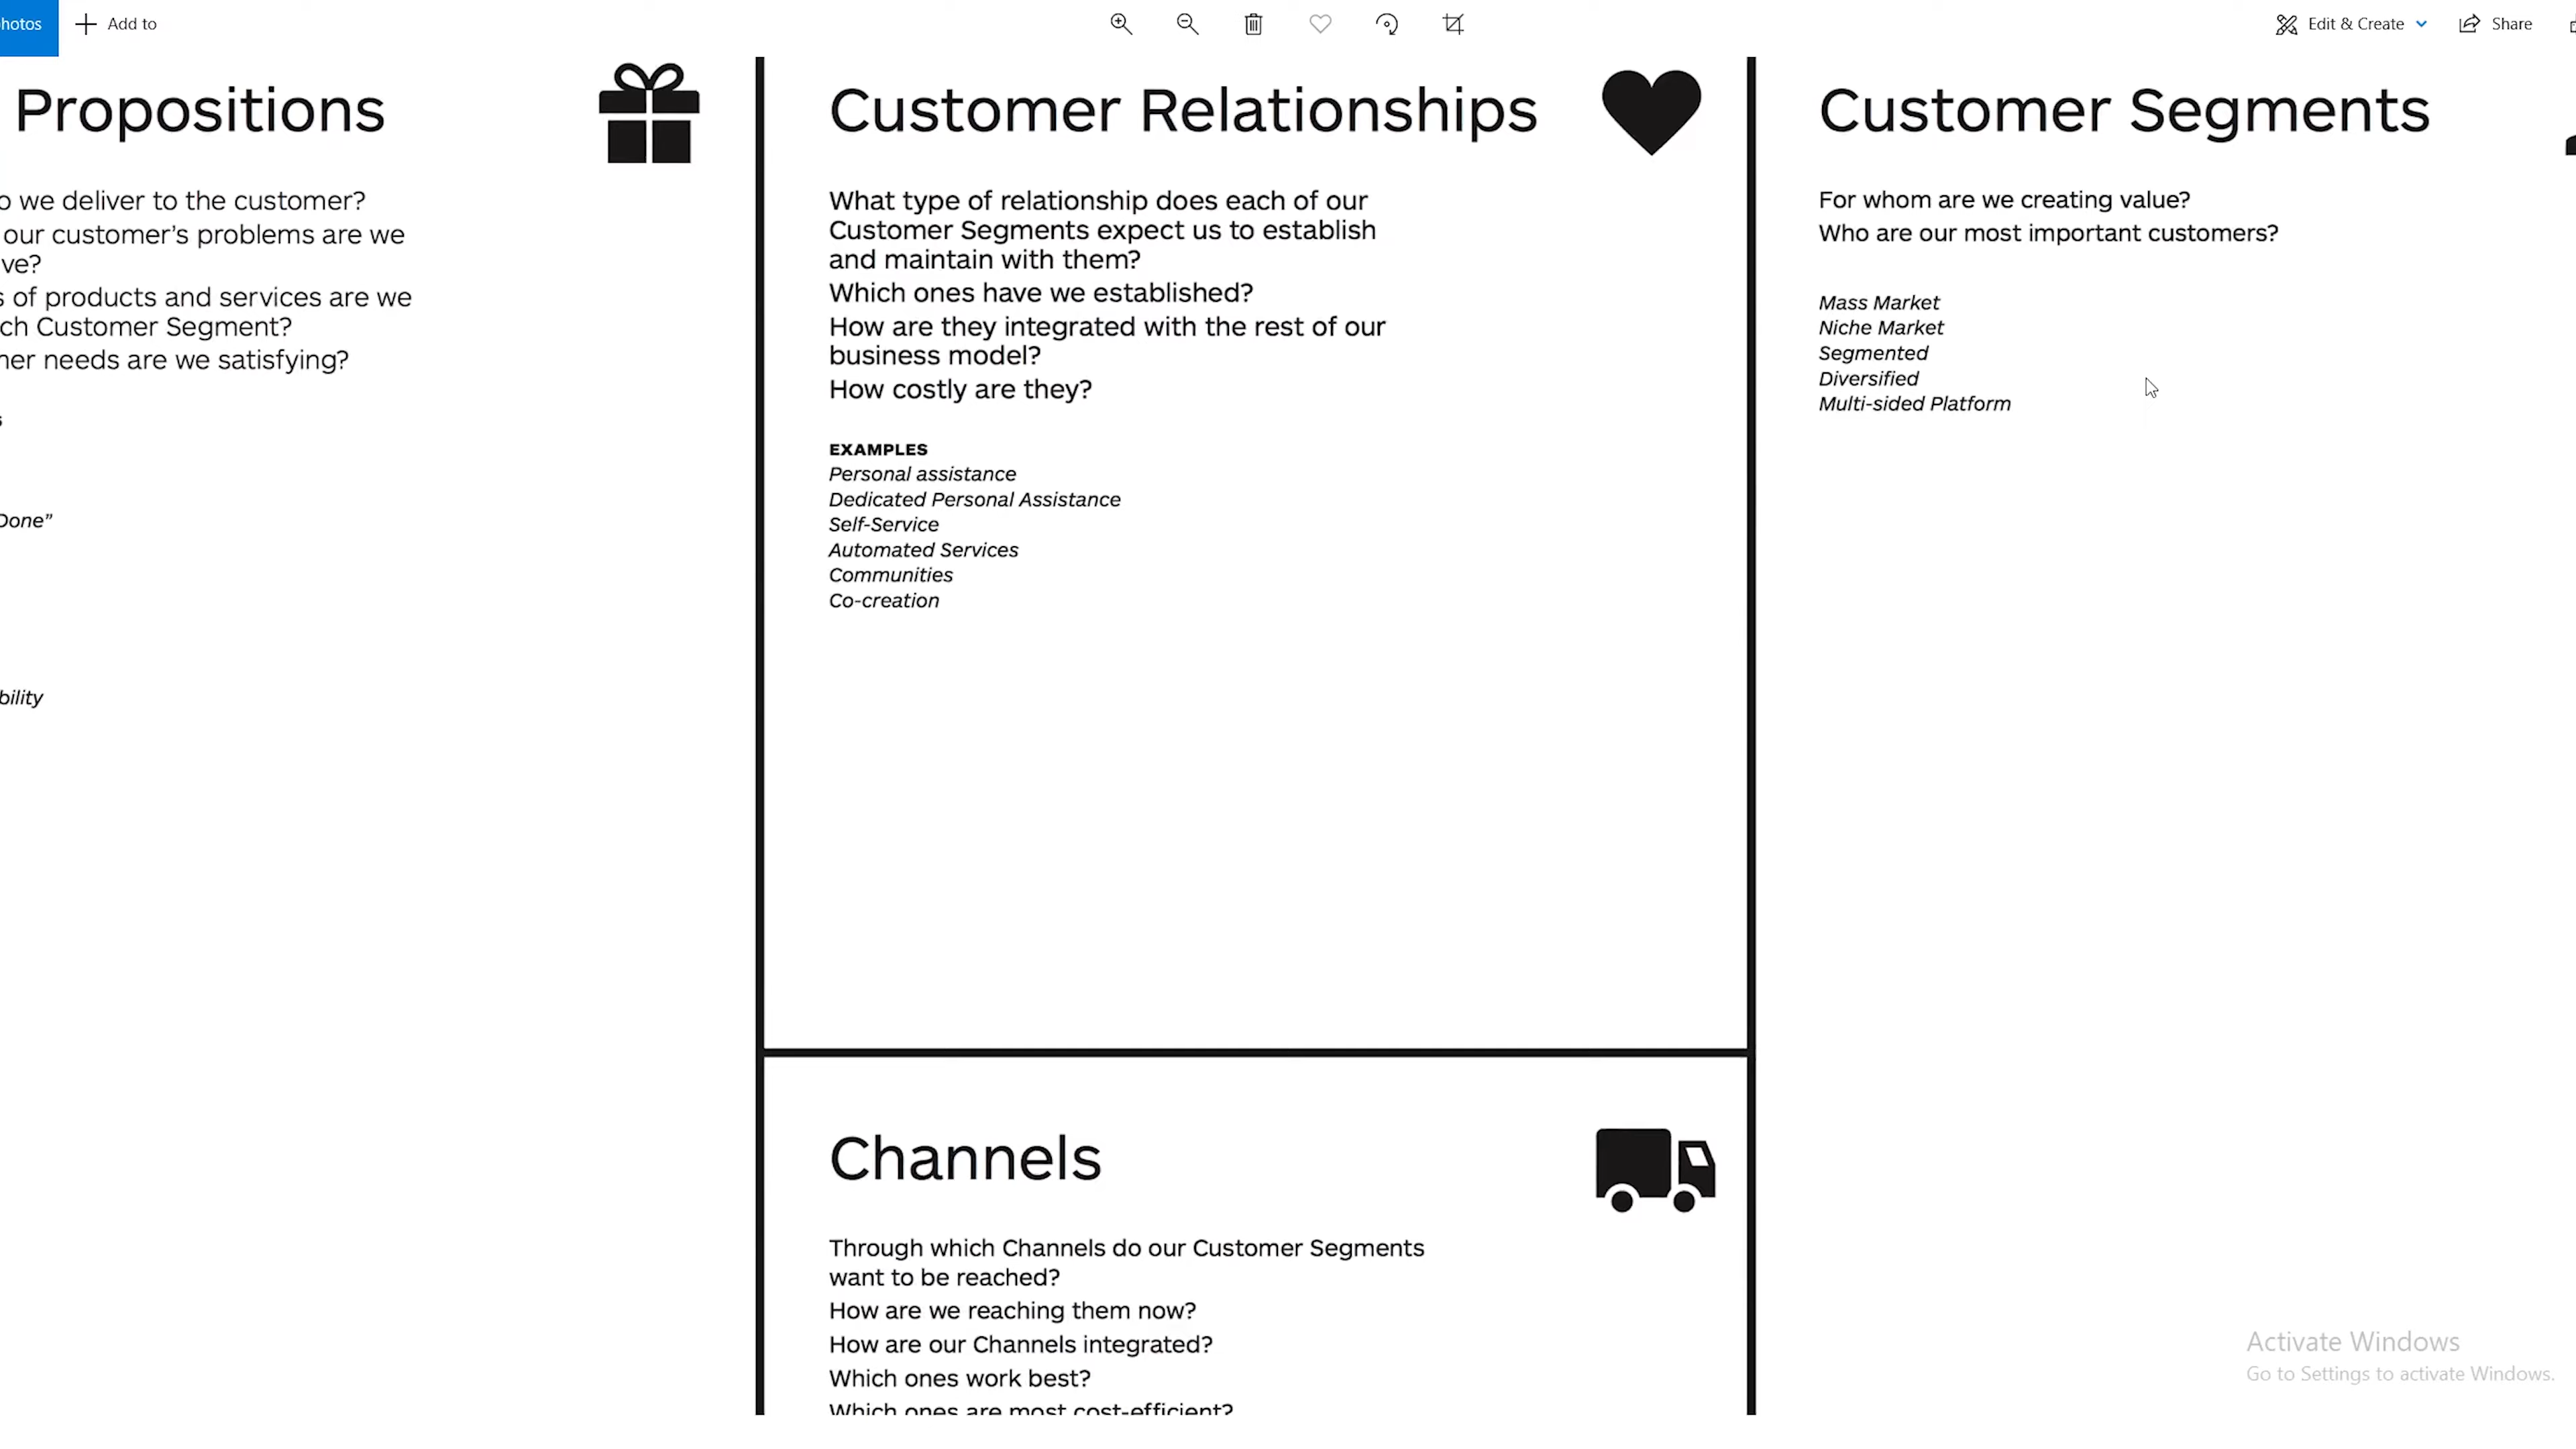 hotos
Add to
Edit & Create
Share
Propositions
o we deliver to the customer?
our customer's problems are we
ve?
s of products and services are we
ch Customer Segment?
ner needs are we satisfying?
s
Done”
bility
Customer Relationships
What type of relationship does each of our
Customer Segments expect us to establish
and maintain with them?
Which ones have we established?
How are they integrated with the rest of our
business model?
How costly are they?
EXAMPLES
Personal assistance
Dedicated Personal Assistance
Self-Service
Automated Services
Communities
Co-creation
Channels
Through which Channels do our Customer Segments
want to be reached?
How are we reaching them now?
How are our Channels integrated?
Which ones work best?
Which ones are most cost-efficient?
Customer Segments
For whom are we creating value?
Who are our most important customers?
Mass Market
Niche Market
Segmented
Diversified
Multi-sided Platform
Activate Windows
Go to Settings to activate Windows.